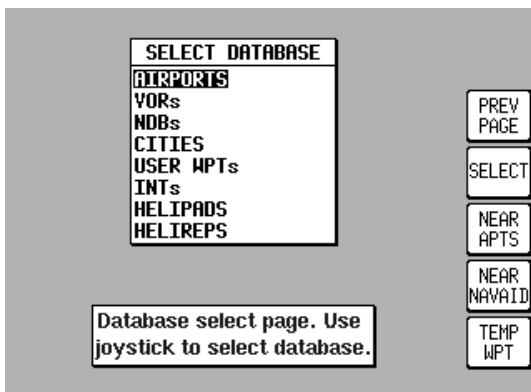 SELECT DATABASE
AIRPORTS
VORs
NDBs
CITIES
USER WPTs
INTs
HELIPADS
HELIREPS
PREV
PAGE
SELECT
NEAR
APTS
NEAR
NAVAID
TEMP
WPT
Database select page. Use
joystick to select database.